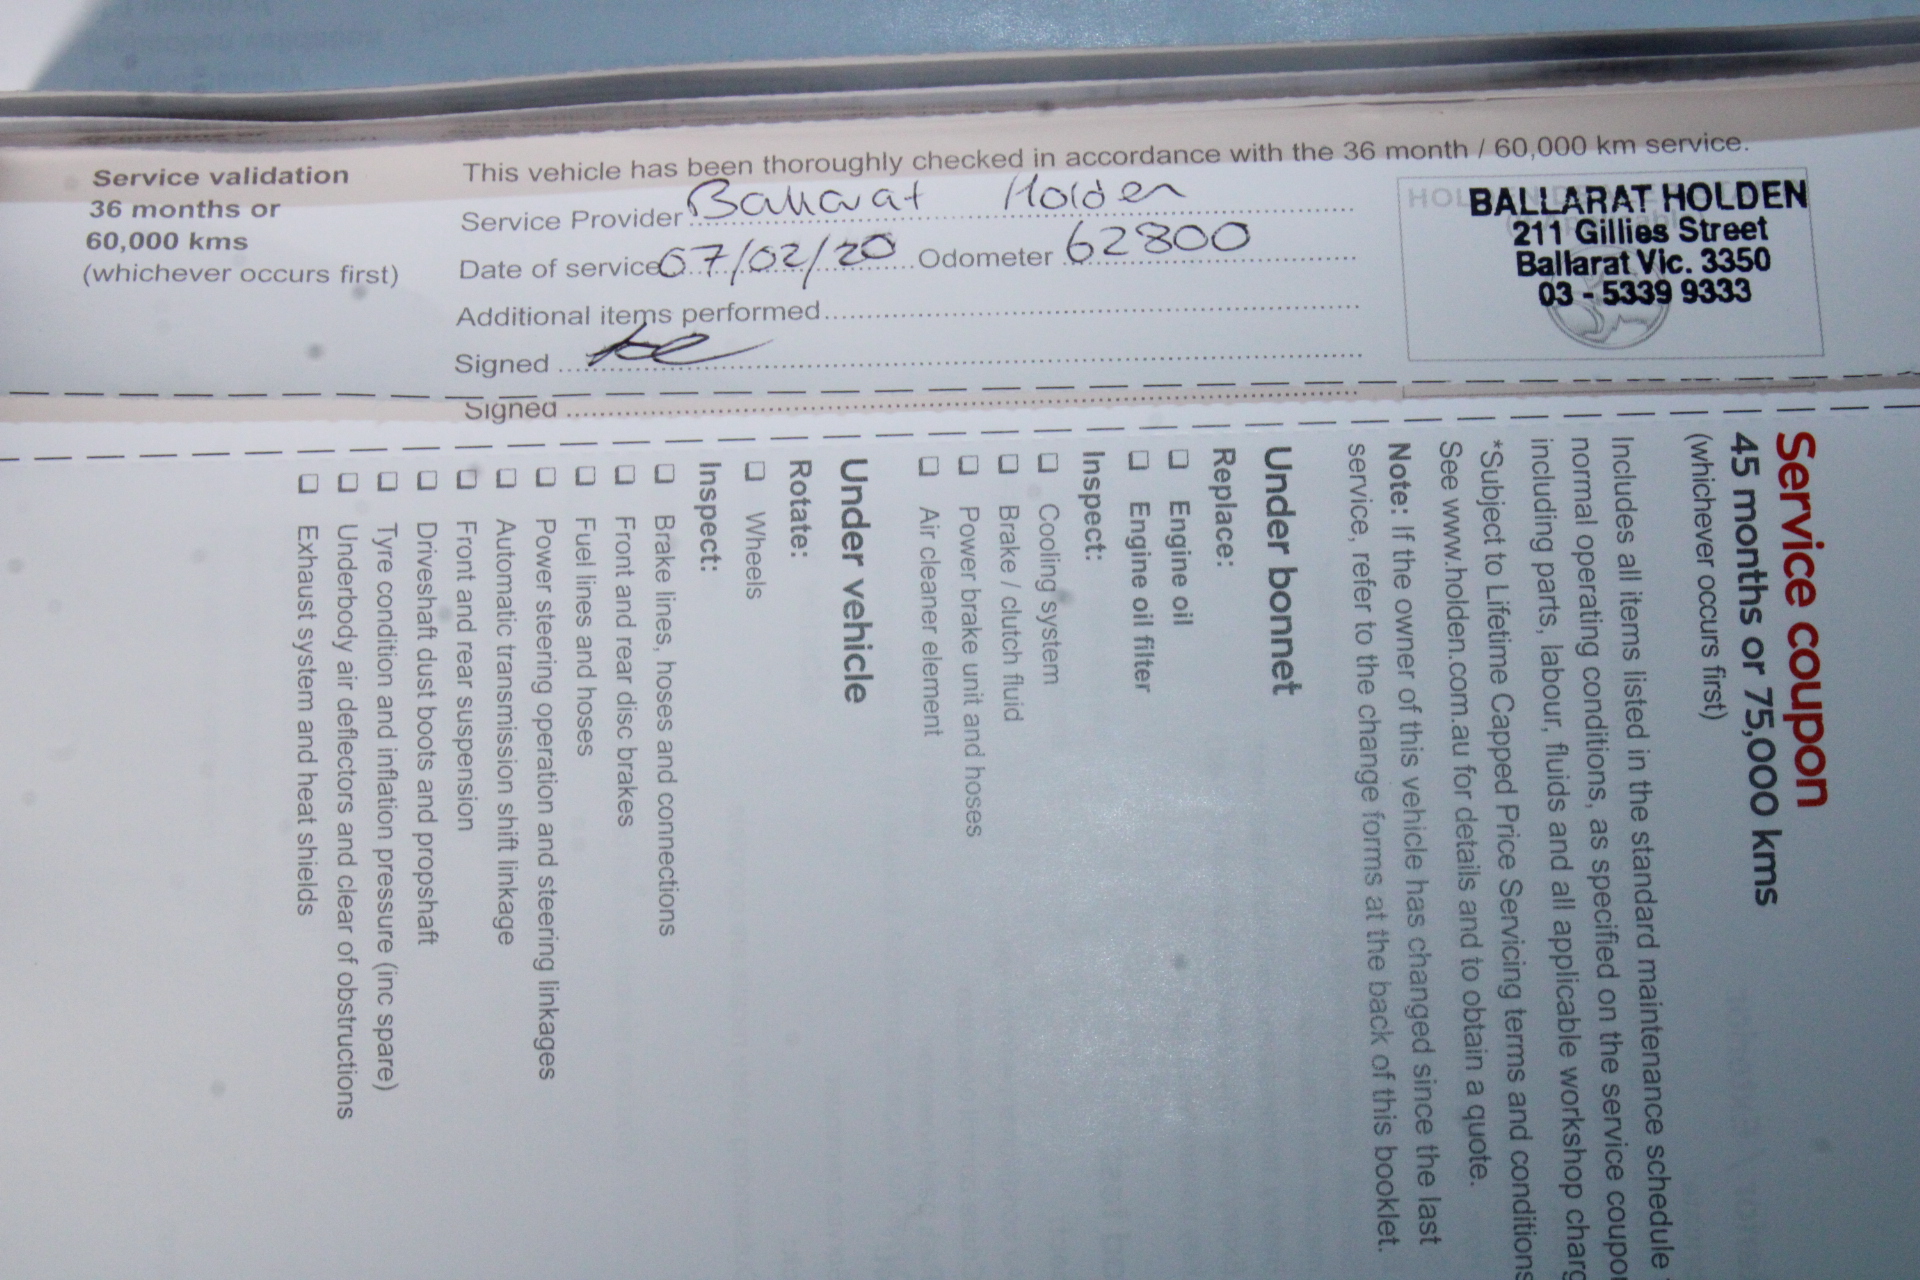 Service validation
36 months or
60,000 kms
(whichever occurs first)
This vehicle has been thoroughly checked in accordance with the 36 month / 60,000 km service.
Service Provider Ballarat Holden
Date of service 07/02/20 Odometer 62800
Additional items performed
Signed
BALLARAT HOLDEN
211 Gillies Street
Ballarat Vic. 3350
03 - 5339 9333
Signed
Service coupon
45 months or 75,000 kms
(whichever occurs first)
Includes all items listed in the standard maintenance schedule
normal operating conditions, as specified on the service
including parts, labour, fluids and all applicable workshop
*Subject to Lifetime Capped Price Servicing terms and conditions
See www.holden.com.au for details and to obtain a quote.
Note: If the owner of this vehicle has changed since the last
service, refer to the change forms at the back of this booklet.
Under bonnet
Replace:
❑ Engine oil
❑ Engine oil filter
Inspect:
❑ Cooling system
❑ Brake / clutch fluid
❑ Power brake unit and hoses
❑ Air cleaner element
Under vehicle
Rotate:
❑ Wheels
Inspect:
❑ Brake lines, hoses and connections
❑ Front and rear disc brakes
❑ Fuel lines and hoses
❑ Power steering operation and steering linkages
❑ Automatic transmission shift linkage
❑ Front and rear suspension
❑ Driveshaft dust boots and propshaft
❑ Tyre condition and inflation pressure (inc spare)
❑ Underbody air deflectors and clear of obstructions
❑ Exhaust system and heat shields